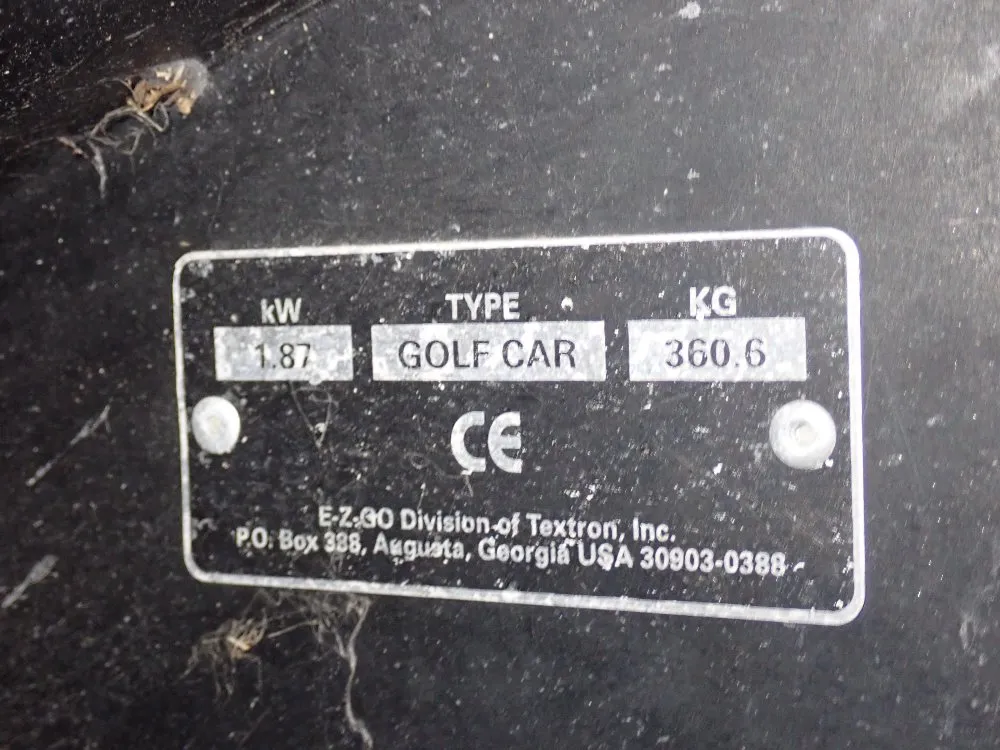 kW TYPE KG
1.87 GOLF CAR 360.6
CE
E-Z-GO Division of Textron, Inc.
P.O. Box 388, Augusta, Georgia USA 30903-0388